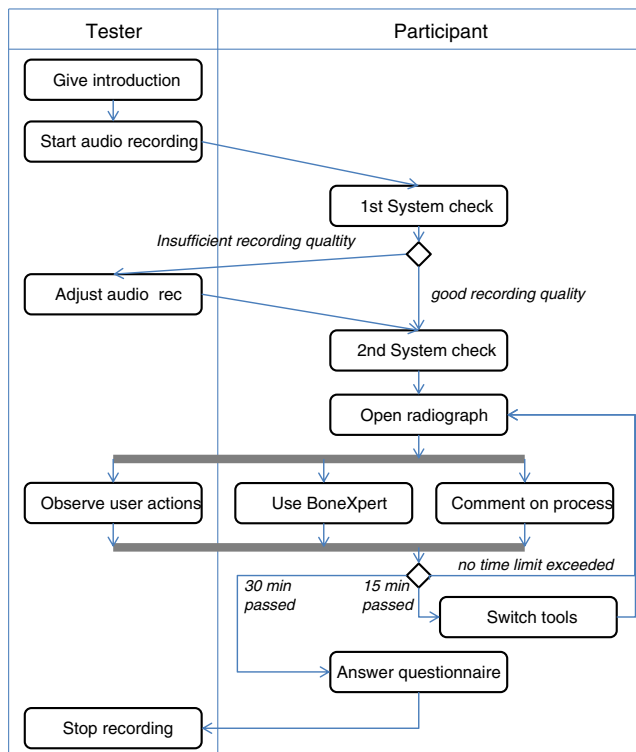 Tester
Participant
Give introduction
Start audio recording
1st System check
Insufficient recording qualtity
Adjust audio rec
good recording quality
2nd System check
Open radiograph
Observe user actions
Use BoneXpert
Comment on process
no time limit exceeded
30 min
passed
15 min
passed
Switch tools
Answer questionnaire
Stop recording